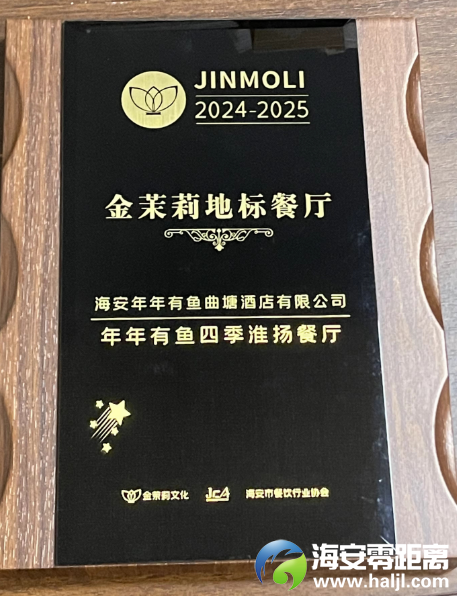 JINMOLI
2024-2025
金茉莉地标餐厅
海安年年有鱼曲塘酒店有限公司
年年有鱼四季淮扬餐厅
金茉莉文化 JC4 海安市餐饮行业协会
海安零距离
www.haljl.com